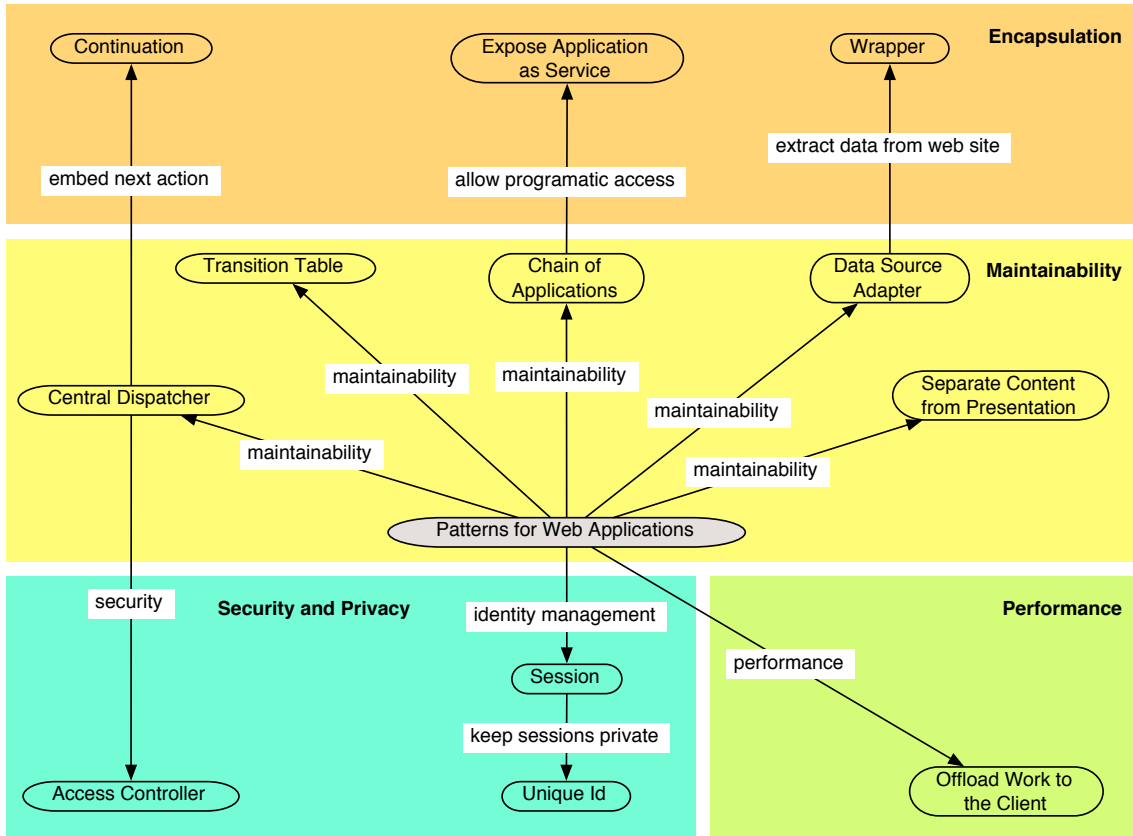 Continuation
Expose Application
as Service
Wrapper
Encapsulation
embed next action
allow programatic access
extract data from web site
Transition Table
Chain of
Applications
Data Source
Adapter
Maintainability
maintainability
maintainability
maintainability
Central Dispatcher
Separate Content
from Presentation
maintainability
maintainability
Patterns for Web Applications
security
Security and Privacy
identity management
Performance
performance
Session
keep sessions private
Access Controller
Unique Id
Offload Work to
the Client